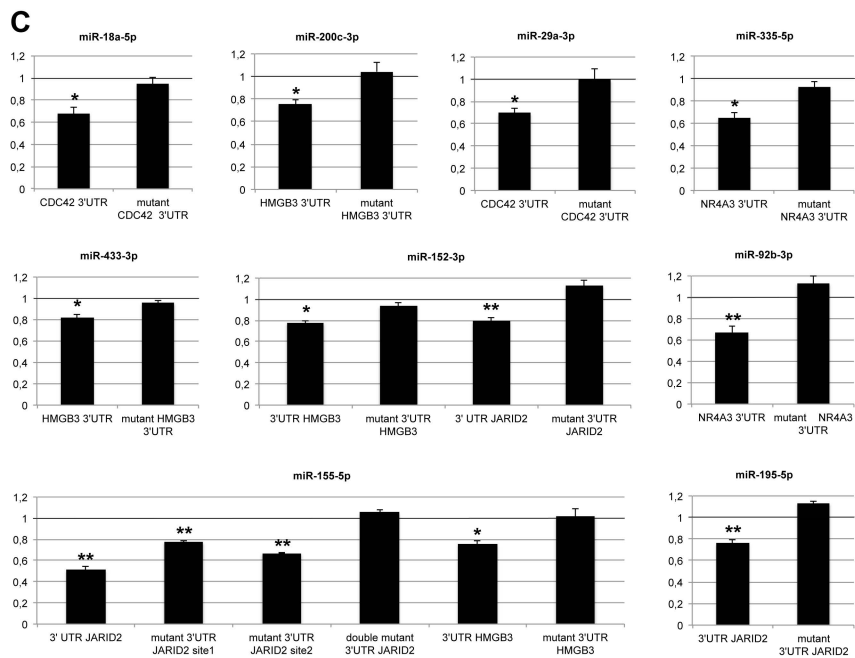 C
miR-18a-5p
1,2
1
0,8
0,6
0,4
0,2
0
*
CDC42 3'UTR
mutant
CDC42 3'UTR
miR-200c-3p
1,2
1
0,8
0,6
0,4
0,2
0
*
HMGB3 3'UTR
mutant
HMGB3 3'UTR
miR-29a-3p
1,2
1
0,8
0,6
0,4
0,2
0
*
CDC42 3'UTR
mutant
CDC42 3'UTR
miR-335-5p
1,2
1
0,8
0,6
0,4
0,2
0
*
NR4A3 3'UTR
mutant
NR4A3 3'UTR
miR-433-3p
1,2
1
0,8
0,6
0,4
0,2
0
*
HMGB3 3'UTR
mutant HMGB3
3'UTR
miR-152-3p
1,2
1
0,8
0,6
0,4
0,2
0
*
**
3'UTR HMGB3
mutant 3'UTR
HMGB3
3' UTR JARID2
mutant 3'UTR
JARID2
miR-92b-3p
1,2
1
0,8
0,6
0,4
0,2
0
**
NR4A3 3'UTR
mutant NR4A3
3'UTR
miR-155-5p
1,2
1
0,8
0,6
0,4
0,2
0
**
**
**
*
3' UTR JARID2
mutant 3'UTR
JARID2 site1
mutant 3'UTR
JARID2 site2
double mutant
3'UTR JARID2
3'UTR HMGB3
mutant 3'UTR
HMGB3
miR-195-5p
1,2
1
0,8
0,6
0,4
0,2
0
**
3'UTR JARID2
mutant
3'UTR JARID2